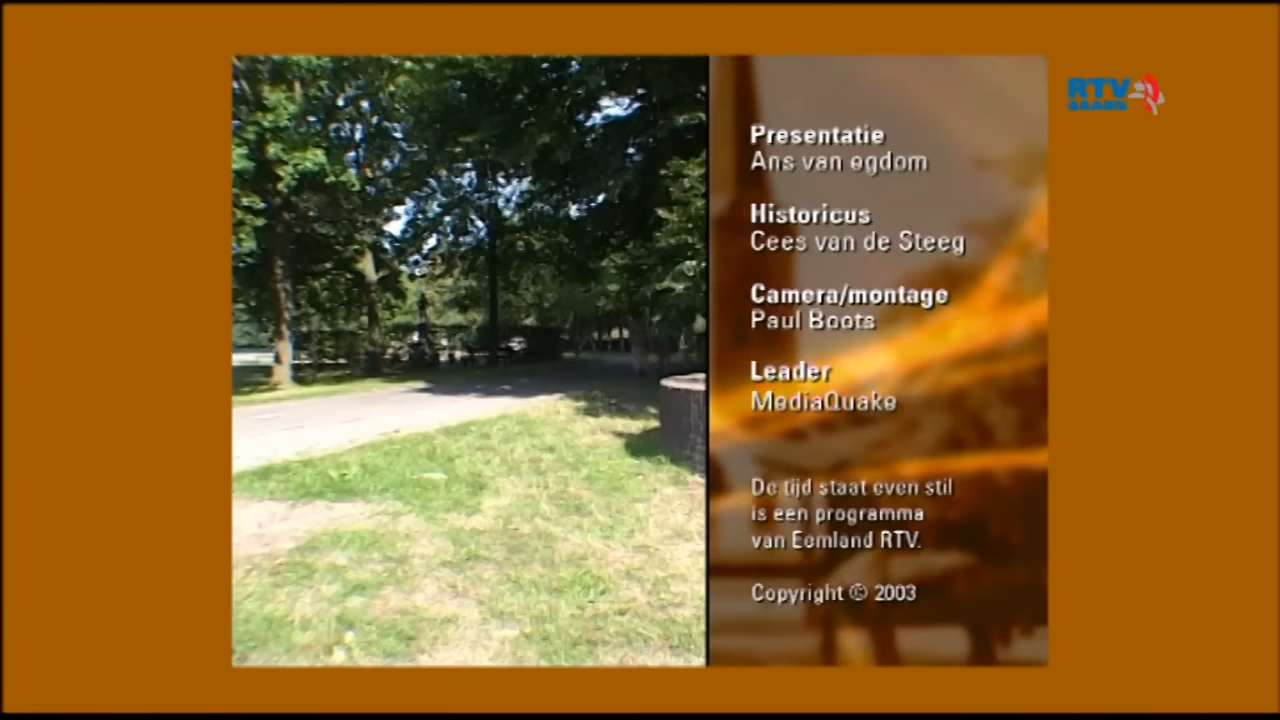 RTV
BAARN
Presentatie
Ans van egdom
Historicus
Cees van de Steeg
Camera/montage
Paul Boots
Leader
MediaQuake
De tijd staat even stil
is een programma
van Eemland RTV.
Copyright © 2003